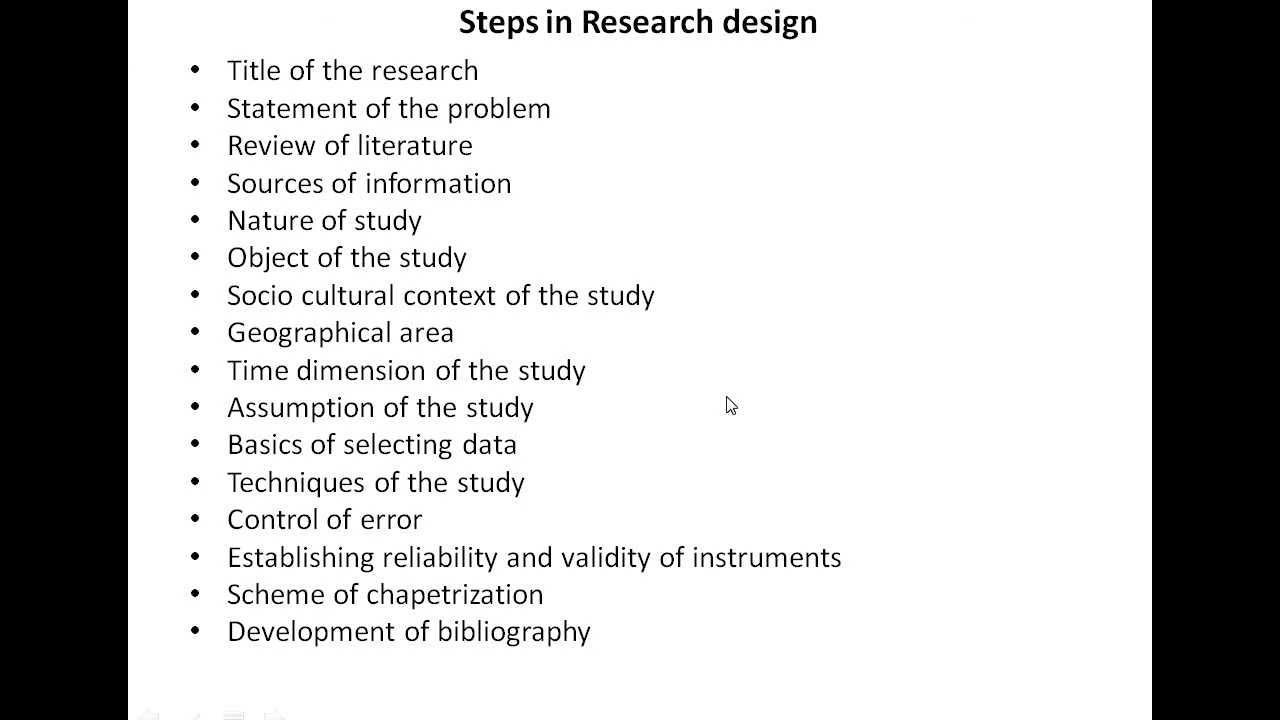 Steps in Research design
• Title of the research
• Statement of the problem
• Review of literature
• Sources of information
• Nature of study
• Object of the study
• Socio cultural context of the study
• Geographical area
• Time dimension of the study
• Assumption of the study
• Basics of selecting data
• Techniques of the study
• Control of error
• Establishing reliability and validity of instruments
• Scheme of chapetrization
• Development of bibliography